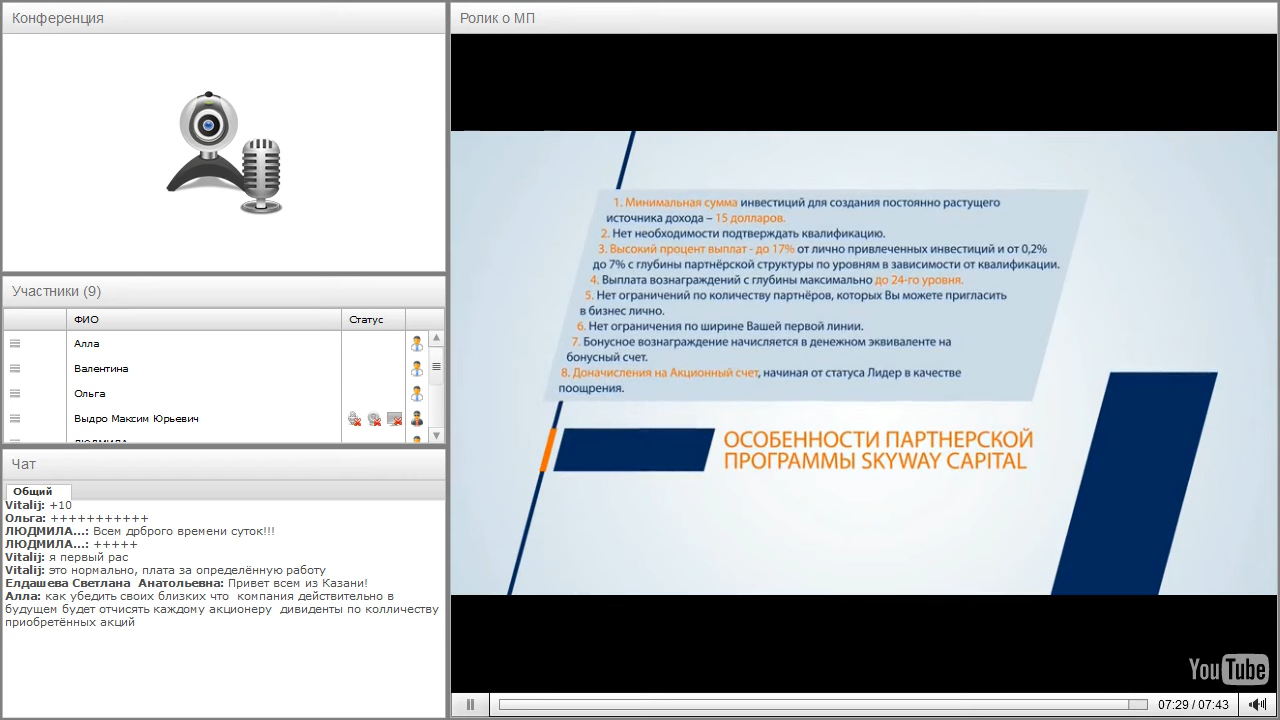 Конференция
Ролик о МП
Участники (9)
ФИО
Статус
Алла
Валентина
Ольга
Выдро Максим Юрьевич
ЛЮДМИЛА
Чат
Общий
Vitalij: +10
Ольга: +++++++++++
ЛЮДМИЛА...: Всем дрброго времени суток!!!
ЛЮДМИЛА...: +++++
Vitalij: я первый рас
Vitalij: это нормально, плата за определённую работу
Елдашева Светлана Анатольевна: Привет всем из Казани!
Алла: как убедить своих близких что компания действительно в
будущем будет отчисять каждому акционеру дивиденты по колличеству
приобретённых акций
1. Минимальная сумма инвестиций для создания постоянно растущего
источника дохода – 15 долларов.
2. Нет необходимости подтверждать квалификацию.
3. Высокий процент выплат - до 17% от лично привлеченных инвестиций и от 0,2%
до 7% с глубины партнёрской структуры по уровням в зависимости от квалификации.
4. Выплата вознаграждений с глубины максимально до 24-го уровня.
5. Нет ограничений по количеству партнёров, которых Вы можете пригласить
в бизнес лично.
6. Нет ограничения по ширине Вашей первой линии.
7. Бонусное вознаграждение начисляется в денежном эквиваленте на
бонусный счет.
8. Доначисления на Акционный счет, начиная от статуса Лидер в качестве
поощрения.
ОСОБЕННОСТИ ПАРТНЕРСКОЙ
ПРОГРАММЫ SKYWAY CAPITAL
YouTube
07:29 / 07:43